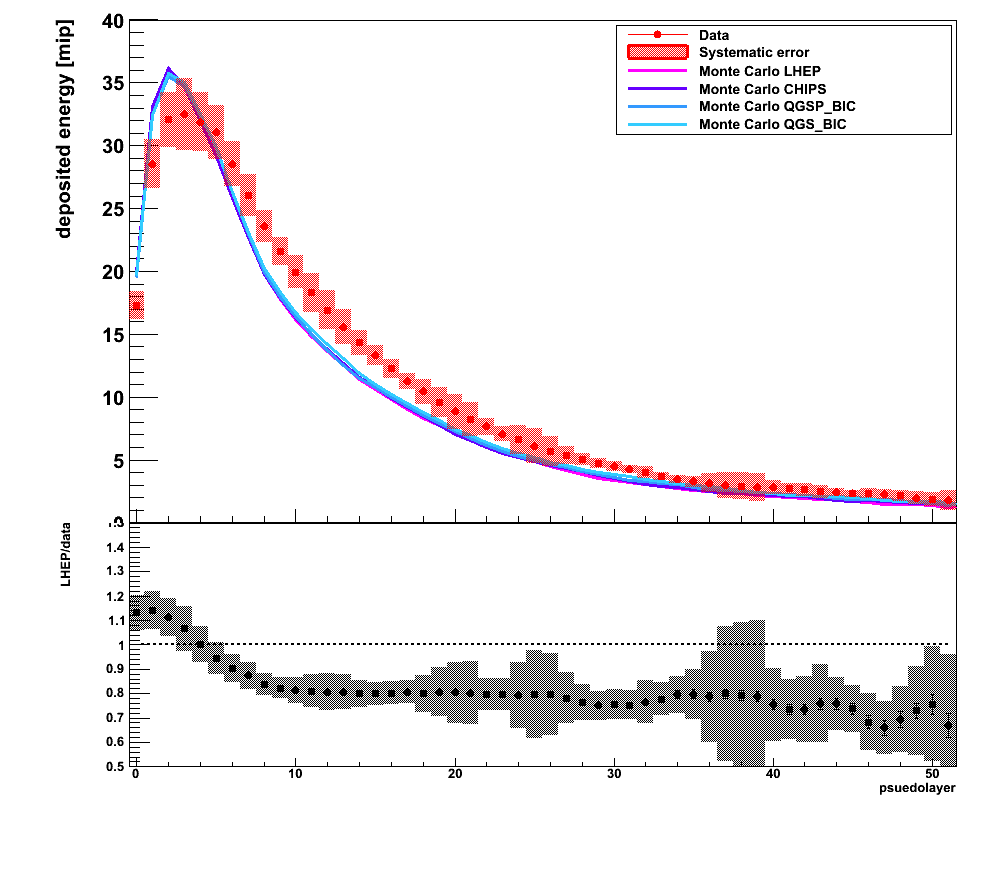 deposited energy [mip]
40
35
30
25
20
15
10
5
Data
Systematic error
Monte Carlo LHEP
Monte Carlo CHIPS
Monte Carlo QGSP_BIC
Monte Carlo QGS_BIC
LHEP/data
1.4
1.3
1.2
1.1
1
0.9
0.8
0.7
0.6
0.5
0 10 20 30 40 50
psuedolayer